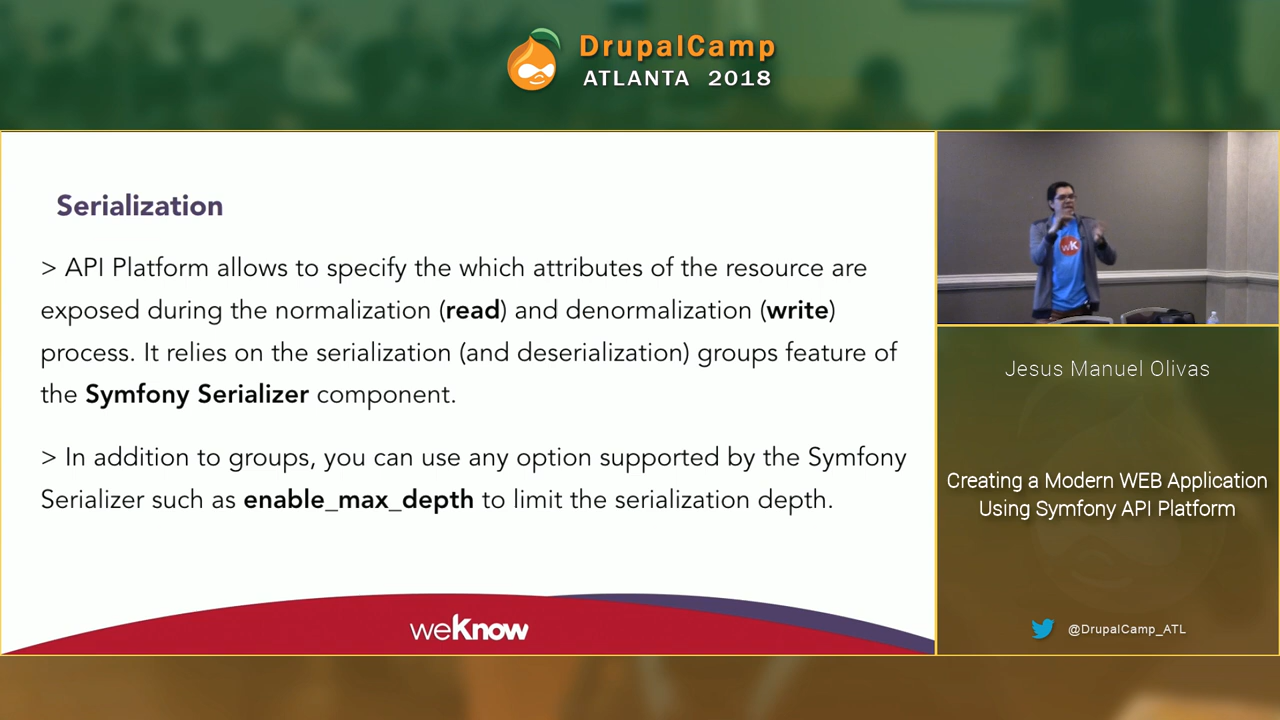 DrupalCamp
ATLANTA 2018
Serialization
> API Platform allows to specify the which attributes of the resource are
exposed during the normalization (read) and denormalization (write)
process. It relies on the serialization (and deserialization) groups feature of
the Symfony Serializer component.
> In addition to groups, you can use any option supported by the Symfony
Serializer such as enable_max_depth to limit the serialization depth.
weKnow
wK
Jesus Manuel Olivas
Creating a Modern WEB Application
Using Symfony API Platform
@DrupalCamp_ATL